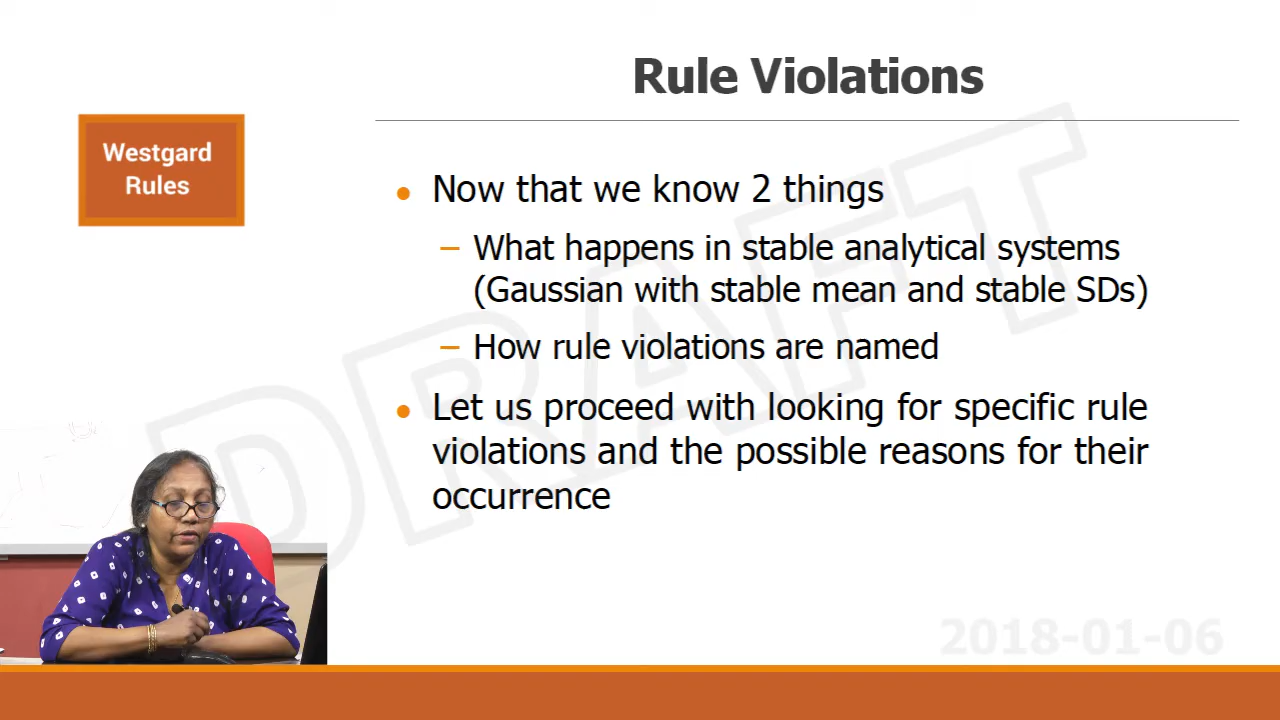 Rule Violations
Westgard
Rules
● Now that we know 2 things
– What happens in stable analytical systems
(Gaussian with stable mean and stable SDs)
– How rule violations are named
● Let us proceed with looking for specific rule
violations and the possible reasons for their
occurrence
DRAFT
2018-01-06